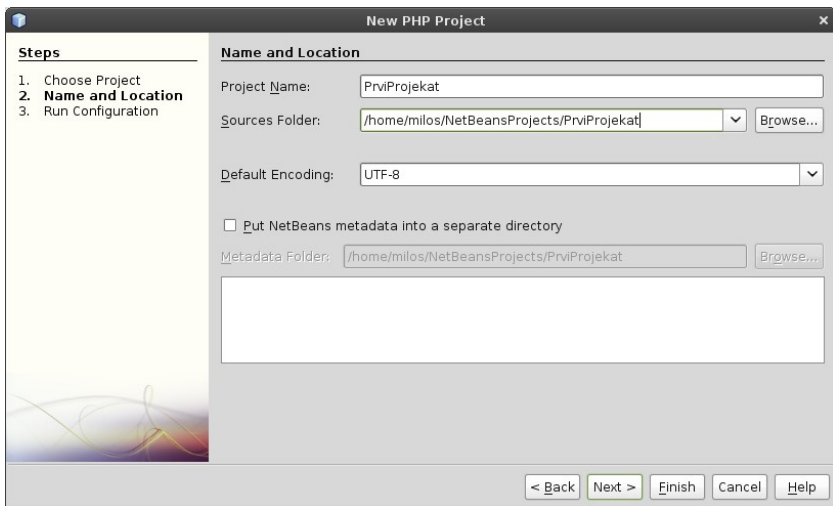 New PHP Project
Steps
1. Choose Project
2. Name and Location
3. Run Configuration
Name and Location
Project Name: PrviProjekat
Sources Folder: /home/milos/NetBeansProjects/PrviProjekat Browse...
Default Encoding: UTF-8
Put NetBeans metadata into a separate directory
Metadata Folder: /home/milos/NetBeansProjects/PrviProjekat Browse...
< Back Next > Finish Cancel Help